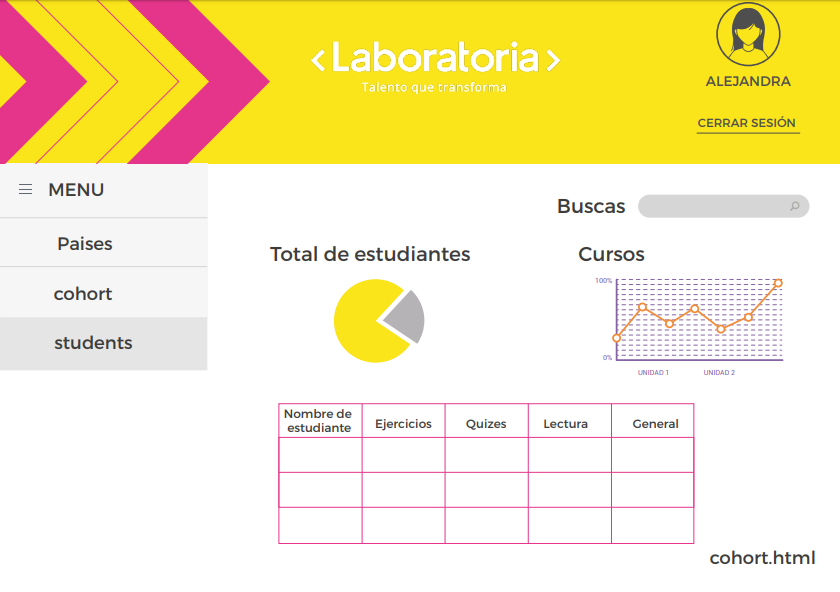 <Laboratoria>
Talento que transforma
ALEJANDRA
CERRAR SESIÓN
MENU
Paises
cohort
students
Buscas
Total de estudiantes
Cursos
100%
0%
UNIDAD 1 UNIDAD 2
Nombre de
estudiante
Ejercicios
Quizes
Lectura
General
cohort.html